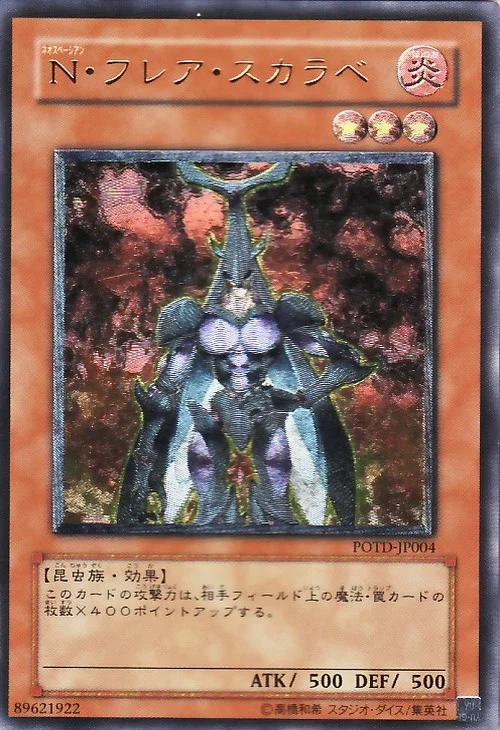 ネオスペーシアン
N・フレア・スカラベ
炎
POTD-JP004
【昆虫族・効果】
このカードの攻撃力は、相手フィールド上の魔法・罠カードの
枚数×400ポイントアップする。
ATK/ 500 DEF/ 500
89621922
©高橋和希 スタジオ・ダイス/集英社